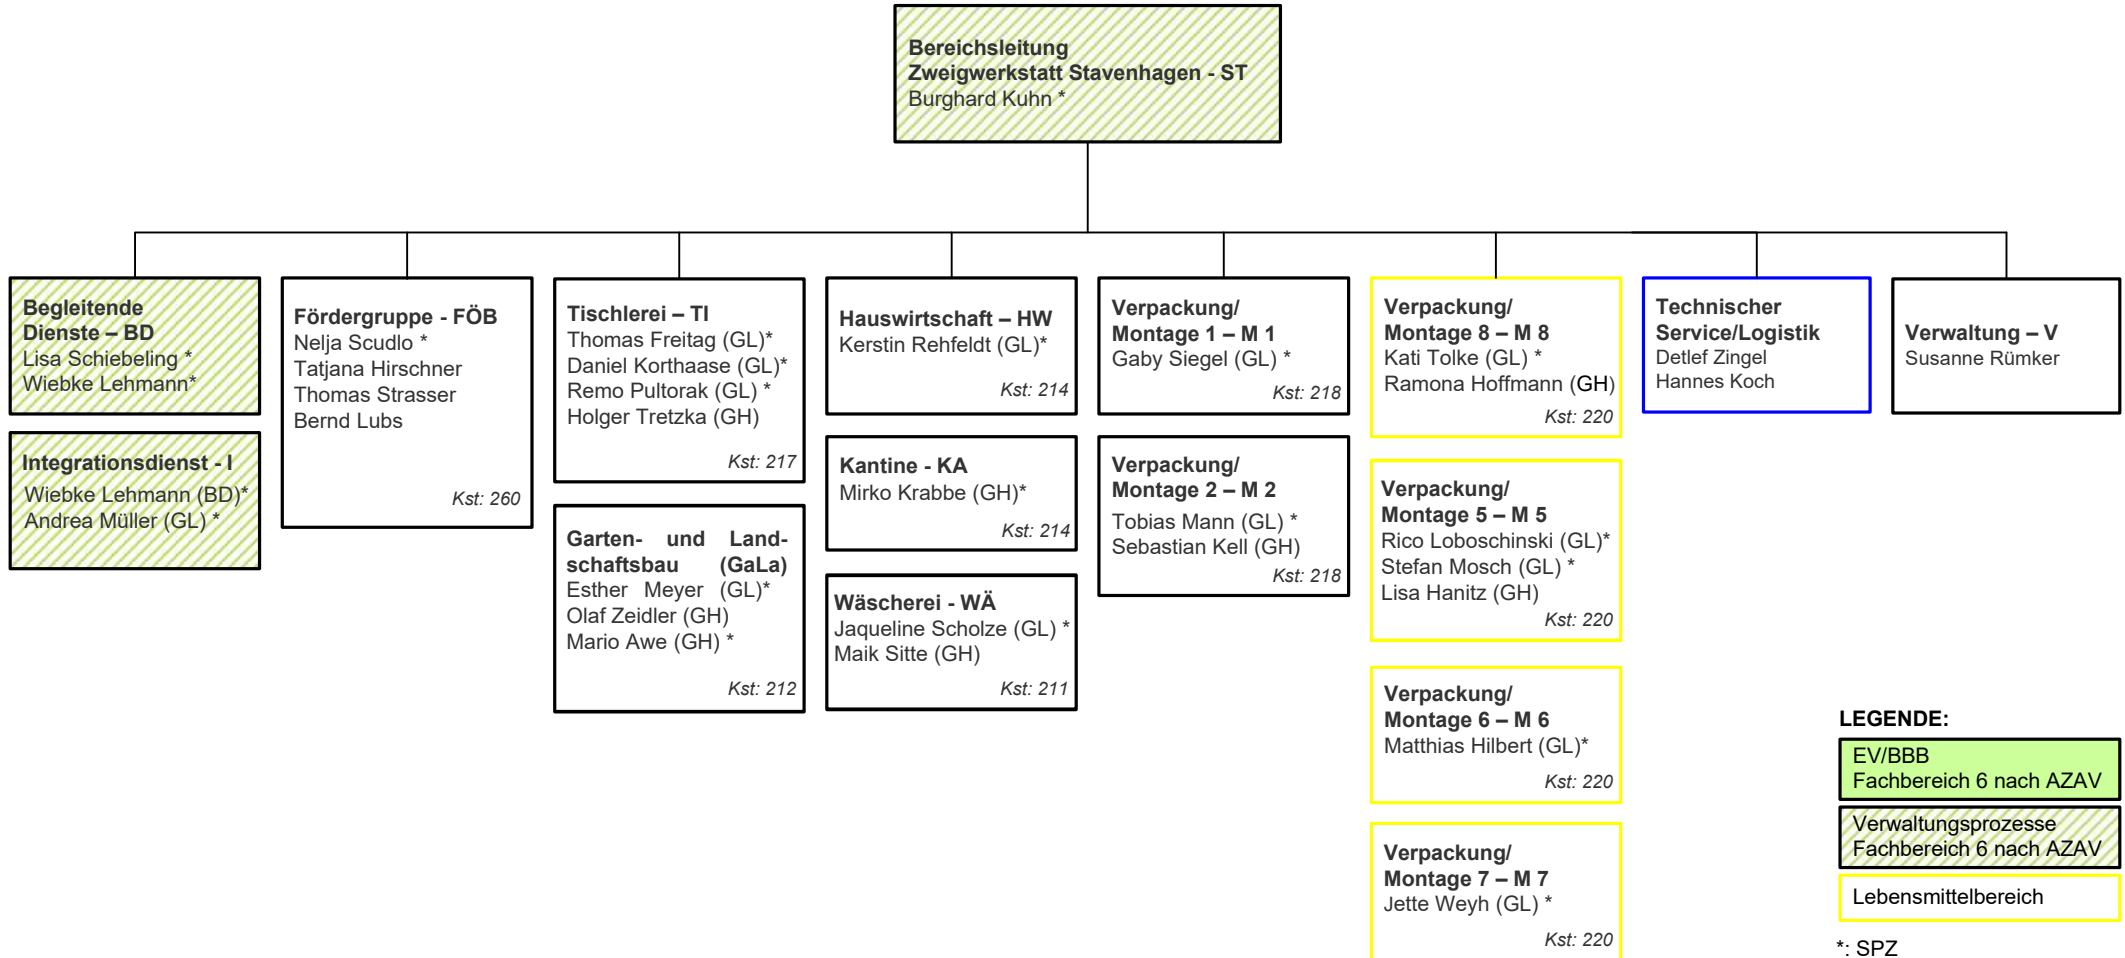 Bereichsleitung
Zweigwerkstatt Stavenhagen - ST
Burghard Kuhn *
Begleitende
Dienste – BD
Lisa Schiebeling *
Wiebke Lehmann*
Integrationsdienst - I
Wiebke Lehmann (BD)*
Andrea Müller (GL) *
Fördergruppe - FÖB
Nelja Scudlo *
Tatjana Hirschner
Thomas Strasser
Bernd Lubs
Kst: 260
Tischlerei – TI
Thomas Freitag (GL)*
Daniel Korthaase (GL)*
Remo Pultorak (GL) *
Holger Tretzka (GH)
Kst: 217
Garten- und Land-
schaftsbau (GaLa)
Esther Meyer (GL)*
Olaf Zeidler (GH)
Mario Awe (GH) *
Kst: 212
Hauswirtschaft – HW
Kerstin Rehfeldt (GL)*
Kst: 214
Kantine - KA
Mirko Krabbe (GH)*
Kst: 214
Wäscherei - WÄ
Jaqueline Scholze (GL) *
Maik Sitte (GH)
Kst: 211
Verpackung/
Montage 1 – M 1
Gaby Siegel (GL) *
Kst: 218
Verpackung/
Montage 2 – M 2
Tobias Mann (GL) *
Sebastian Kell (GH)
Kst: 218
Verpackung/
Montage 8 – M 8
Kati Tolke (GL) *
Ramona Hoffmann (GH)
Kst: 220
Verpackung/
Montage 5 – M 5
Rico Loboschinski (GL)*
Stefan Mosch (GL) *
Lisa Hanitz (GH)
Kst: 220
Verpackung/
Montage 6 – M 6
Matthias Hilbert (GL)*
Kst: 220
Verpackung/
Montage 7 – M 7
Jette Weyh (GL) *
Kst: 220
Technischer
Service/Logistik
Detlef Zingel
Hannes Koch
Verwaltung – V
Susanne Rümker
LEGENDE:
EV/BBB
Fachbereich 6 nach AZAV
Verwaltungsprozesse
Fachbereich 6 nach AZAV
Lebensmittelbereich
*: SPZ